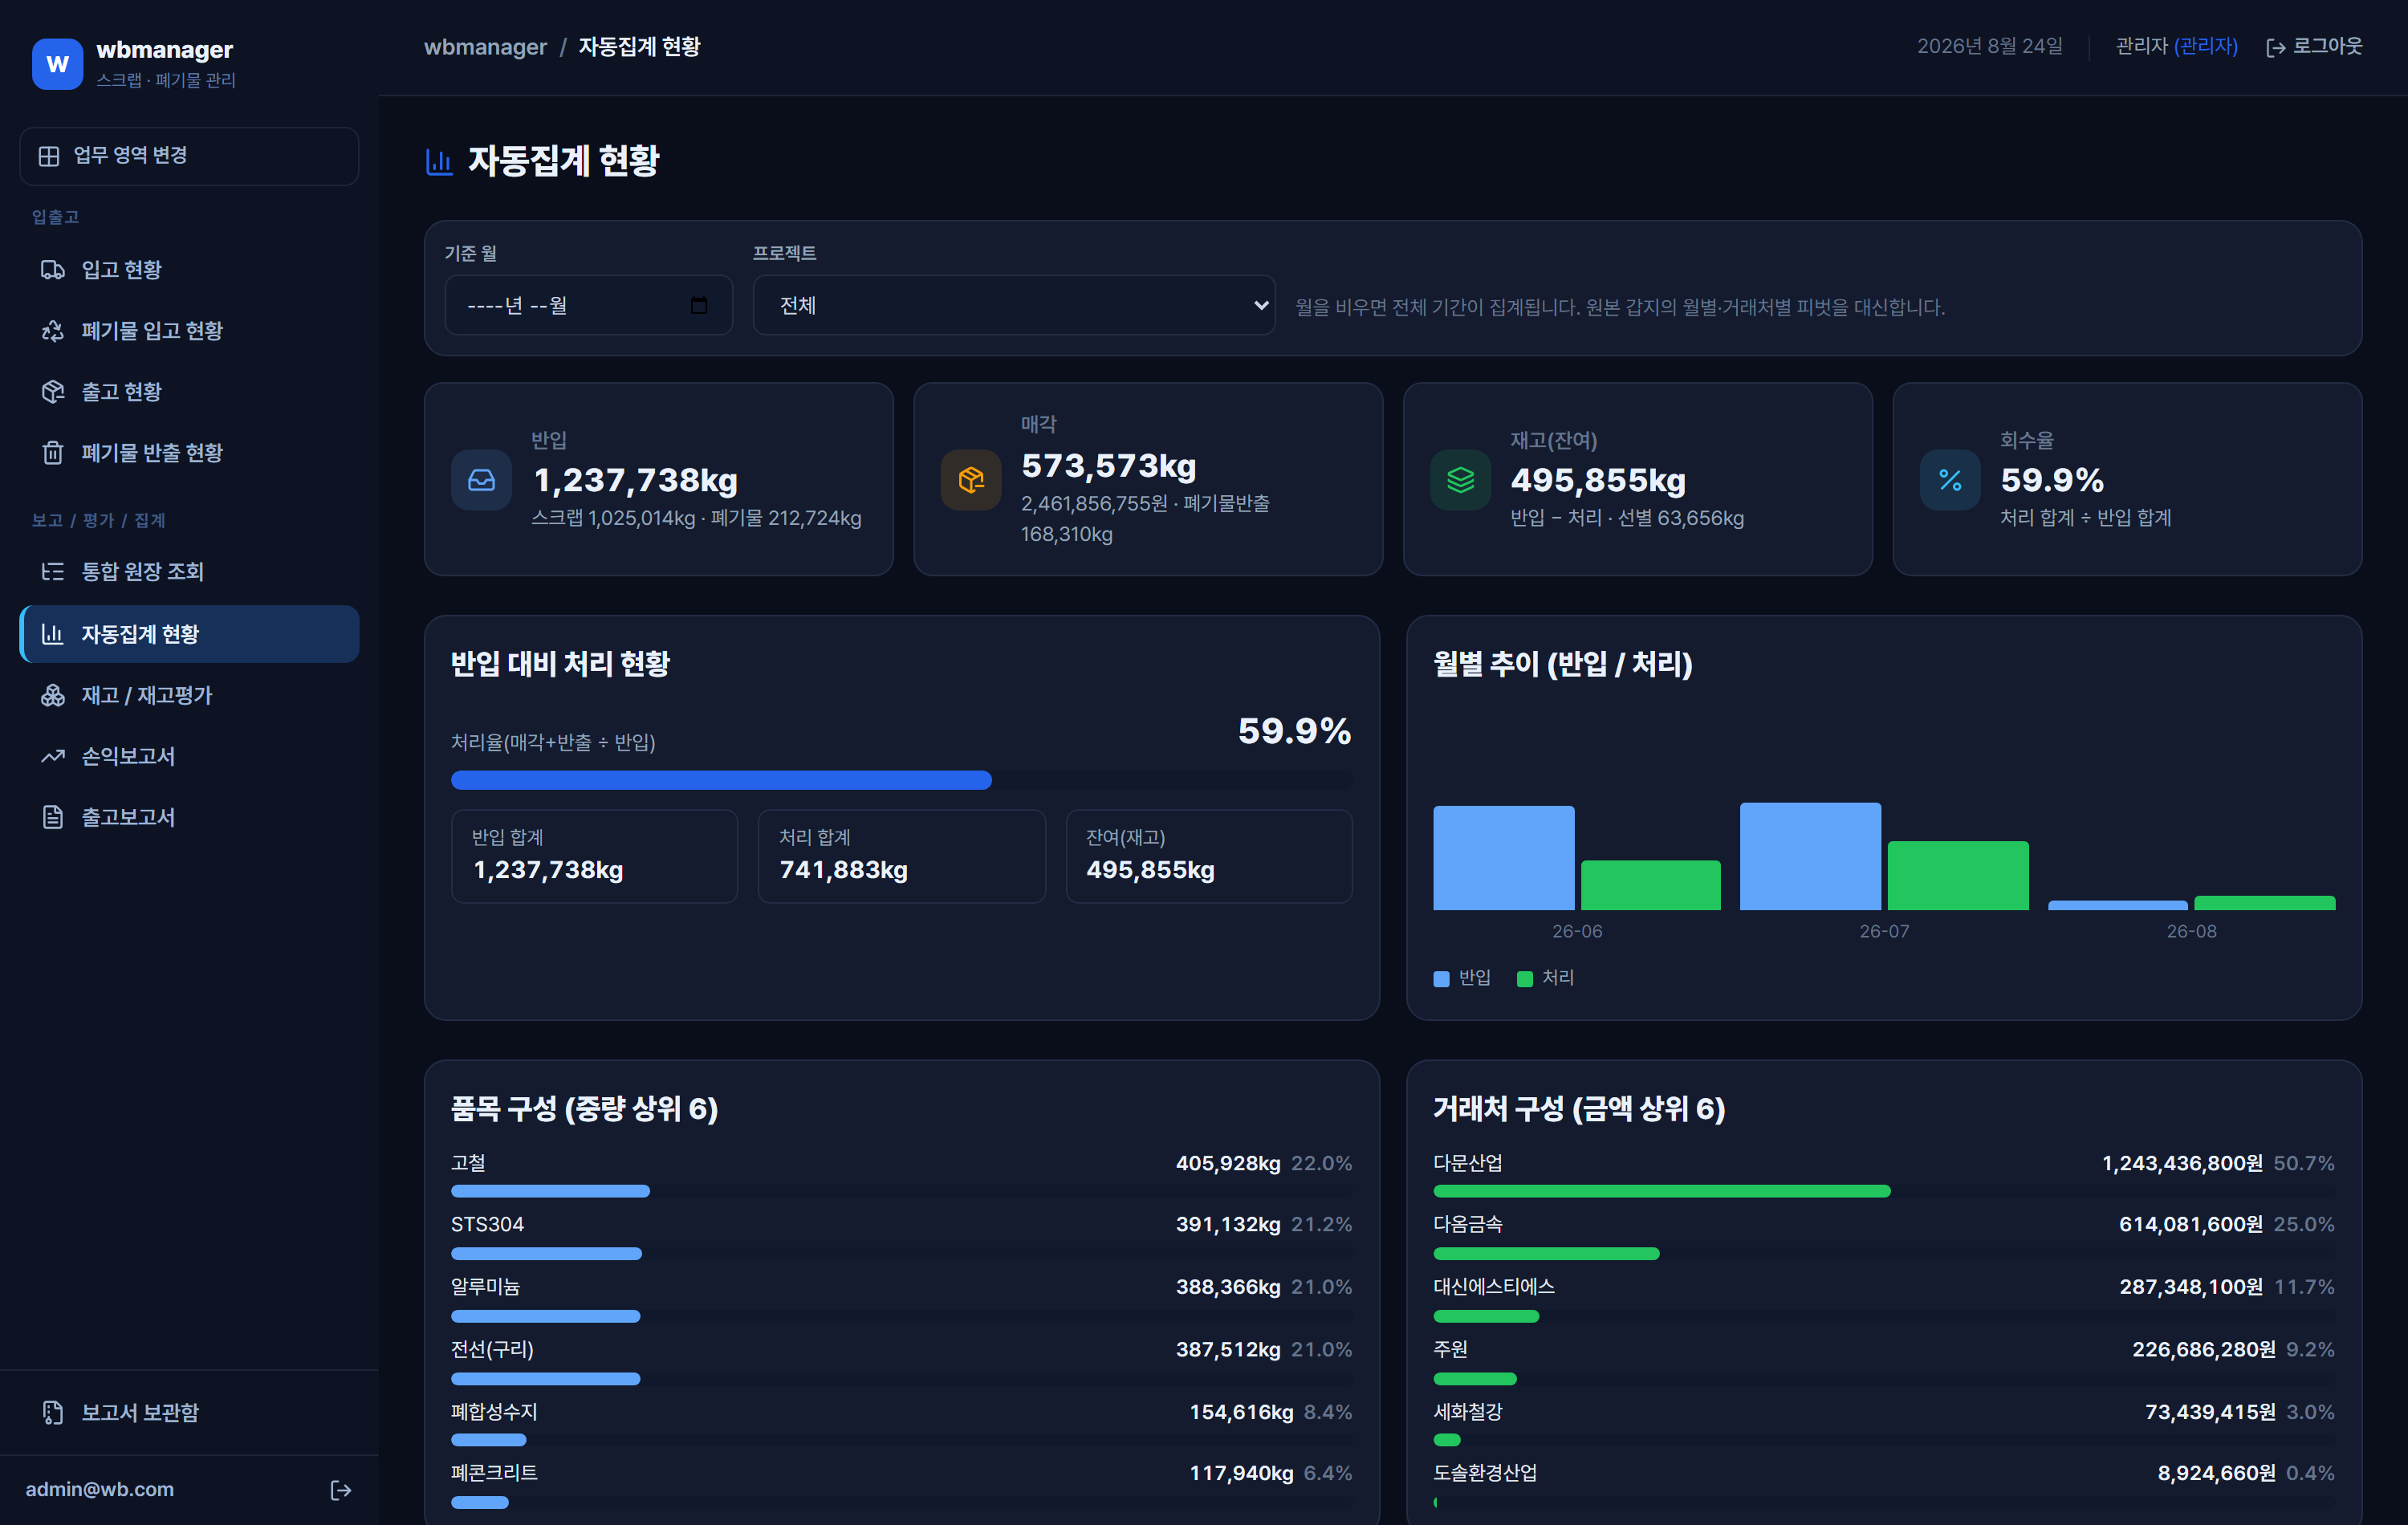 W
wbmanager
스크랩 · 폐기물 관리
업무 영역 변경
입출고
입고 현황
폐기물 입고 현황
출고 현황
폐기물 반출 현황
보고 / 평가 / 집계
통합 원장 조회
자동집계 현황
재고 / 재고평가
손익보고서
출고보고서
보고서 보관함
admin@wb.com
wbmanager / 자동집계 현황
2026년 8월 24일
관리자 (관리자)
로그아웃
자동집계 현황
기준 월
----년 --월
프로젝트
전체
월을 비우면 전체 기간이 집계됩니다. 원본 갑지의 월별·거래처별 피벗을 대신합니다.
반입
1,237,738kg
스크랩 1,025,014kg · 폐기물 212,724kg
매각
573,573kg
2,461,856,755원 · 폐기물반출
168,310kg
재고(잔여)
495,855kg
반입 − 처리 · 선별 63,656kg
회수율
59.9%
처리 합계 ÷ 반입 합계
반입 대비 처리 현황
처리율(매각+반출 ÷ 반입)
59.9%
반입 합계
1,237,738kg
처리 합계
741,883kg
잔여(재고)
495,855kg
월별 추이 (반입 / 처리)
26-06
26-07
26-08
반입
처리
품목 구성 (중량 상위 6)
고철 405,928kg 22.0%
STS304 391,132kg 21.2%
알루미늄 388,366kg 21.0%
전선(구리) 387,512kg 21.0%
폐합성수지 154,616kg 8.4%
폐콘크리트 117,940kg 6.4%
거래처 구성 (금액 상위 6)
다문산업 1,243,436,800원 50.7%
다옴금속 614,081,600원 25.0%
대신에스티에스 287,348,100원 11.7%
주원 226,686,280원 9.2%
세화철강 73,439,415원 3.0%
도솔환경산업 8,924,660원 0.4%